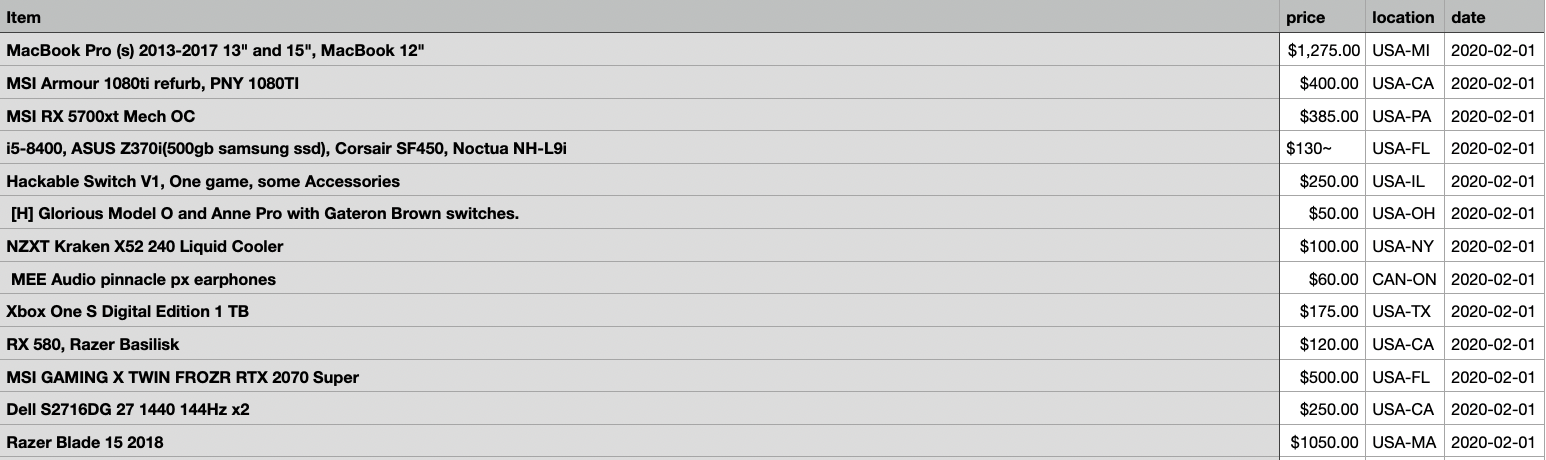 Item price location date
MacBook Pro (s) 2013-2017 13" and 15", MacBook 12" $1,275.00 USA-MI 2020-02-01
MSI Armour 1080ti refurb, PNY 1080TI $400.00 USA-CA 2020-02-01
MSI RX 5700xt Mech OC $385.00 USA-PA 2020-02-01
i5-8400, ASUS Z370i(500gb samsung ssd), Corsair SF450, Noctua NH-L9i $130~ USA-FL 2020-02-01
Hackable Switch V1, One game, some Accessories $250.00 USA-IL 2020-02-01
[H] Glorious Model O and Anne Pro with Gateron Brown switches. $50.00 USA-OH 2020-02-01
NZXT Kraken X52 240 Liquid Cooler $100.00 USA-NY 2020-02-01
MEE Audio pinnacle px earphones $60.00 CAN-ON 2020-02-01
Xbox One S Digital Edition 1 TB $175.00 USA-TX 2020-02-01
RX 580, Razer Basilisk $120.00 USA-CA 2020-02-01
MSI GAMING X TWIN FROZR RTX 2070 Super $500.00 USA-FL 2020-02-01
Dell S2716DG 27 1440 144Hz x2 $250.00 USA-CA 2020-02-01
Razer Blade 15 2018 $1050.00 USA-MA 2020-02-01